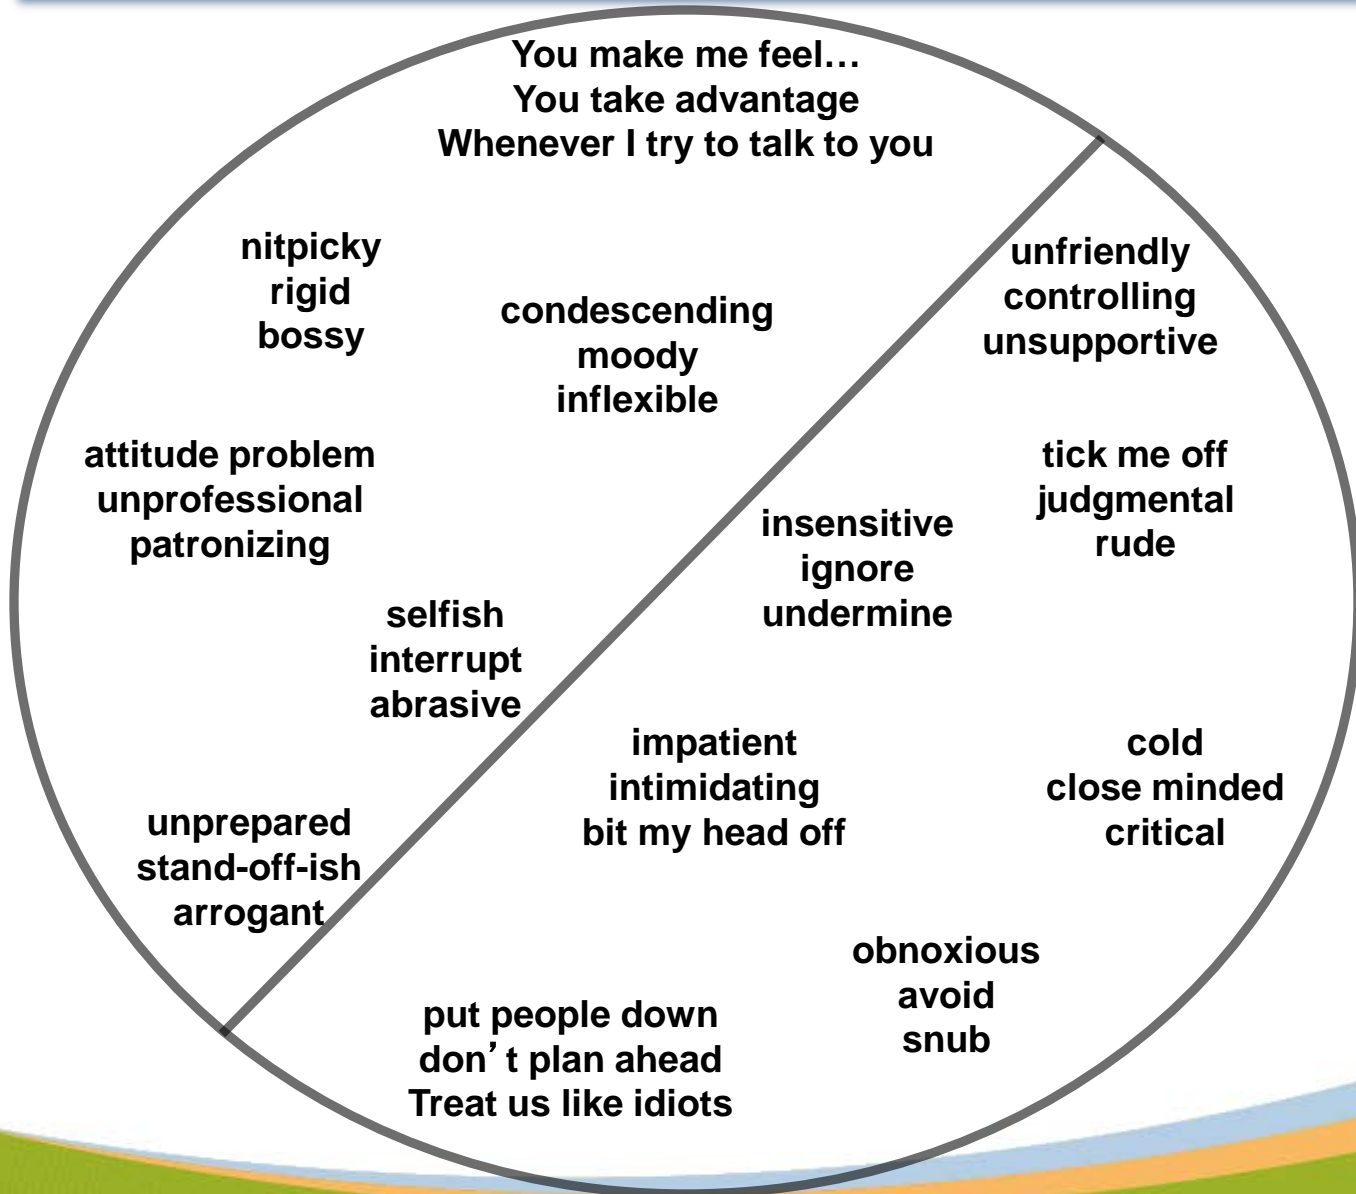 You make me feel…
You take advantage
Whenever I try to talk to you
nitpicky
rigid
bossy
condescending
moody
inflexible
unfriendly
controlling
unsupportive
attitude problem
unprofessional
patronizing
tick me off
judgmental
rude
insensitive
ignore
undermine
selfish
interrupt
abrasive
impatient
intimidating
bit my head off
cold
close minded
critical
unprepared
stand-off-ish
arrogant
obnoxious
avoid
snub
put people down
don’t plan ahead
Treat us like idiots